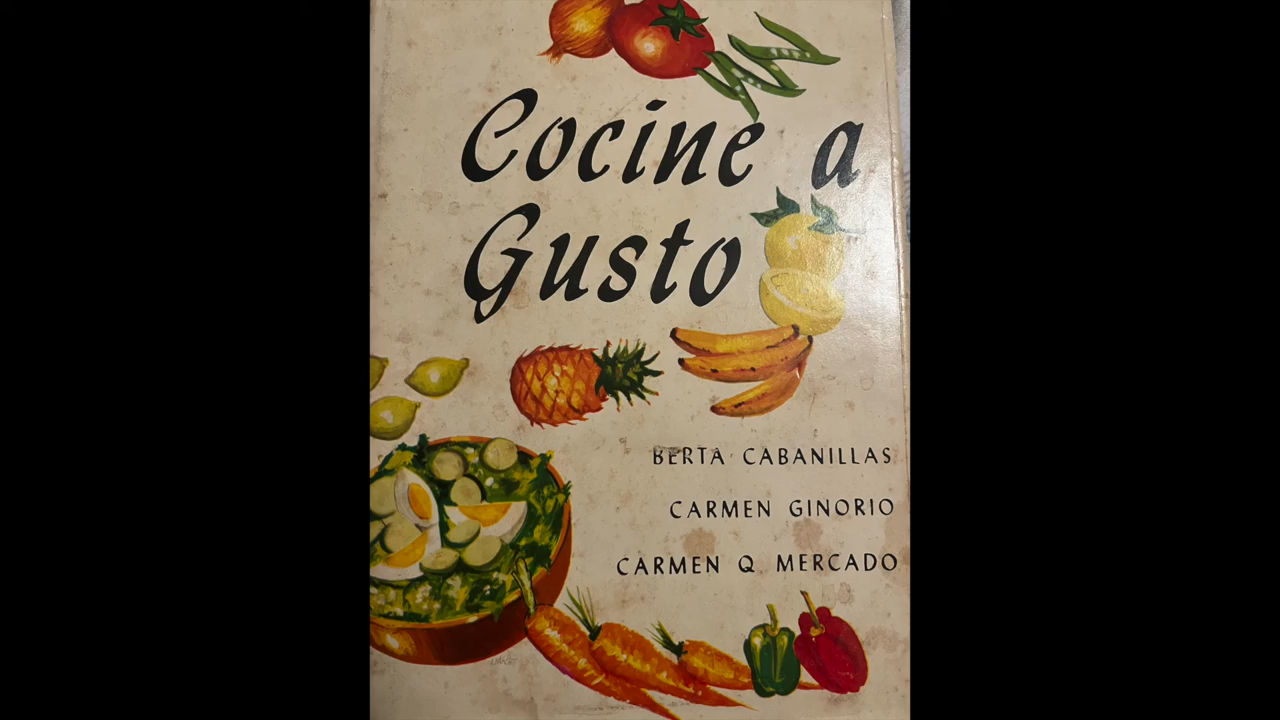 Cocine a
Gusto
BERTA CABANILLAS
CARMEN GINORIO
CARMEN Q MERCADO